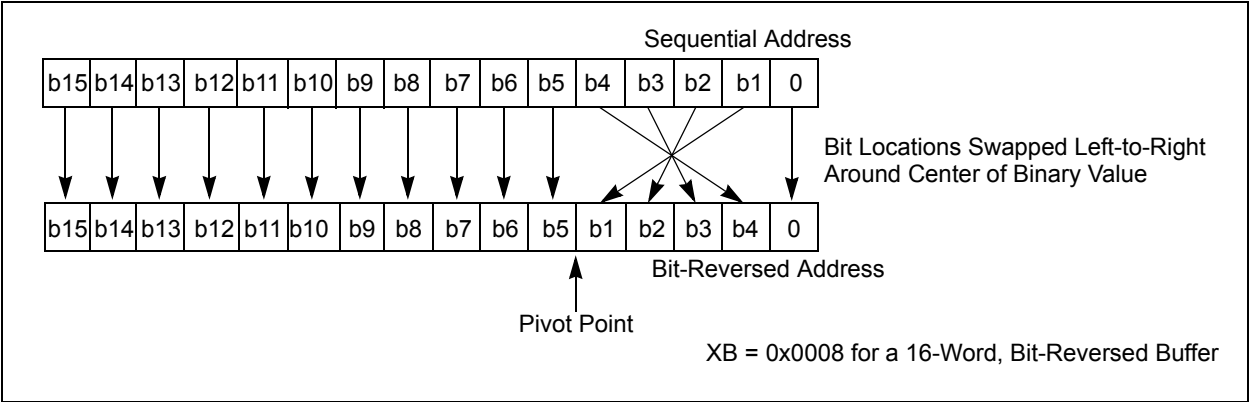 Sequential Address
b15 b14 b13 b12 b11 b10 b9 b8 b7 b6 b5 b4 b3 b2 b1 0
Bit Locations Swapped Left-to-Right
Around Center of Binary Value
b15 b14 b13 b12 b11 b10 b9 b8 b7 b6 b5 b1 b2 b3 b4 0
Bit-Reversed Address
Pivot Point
XB = 0x0008 for a 16-Word, Bit-Reversed Buffer